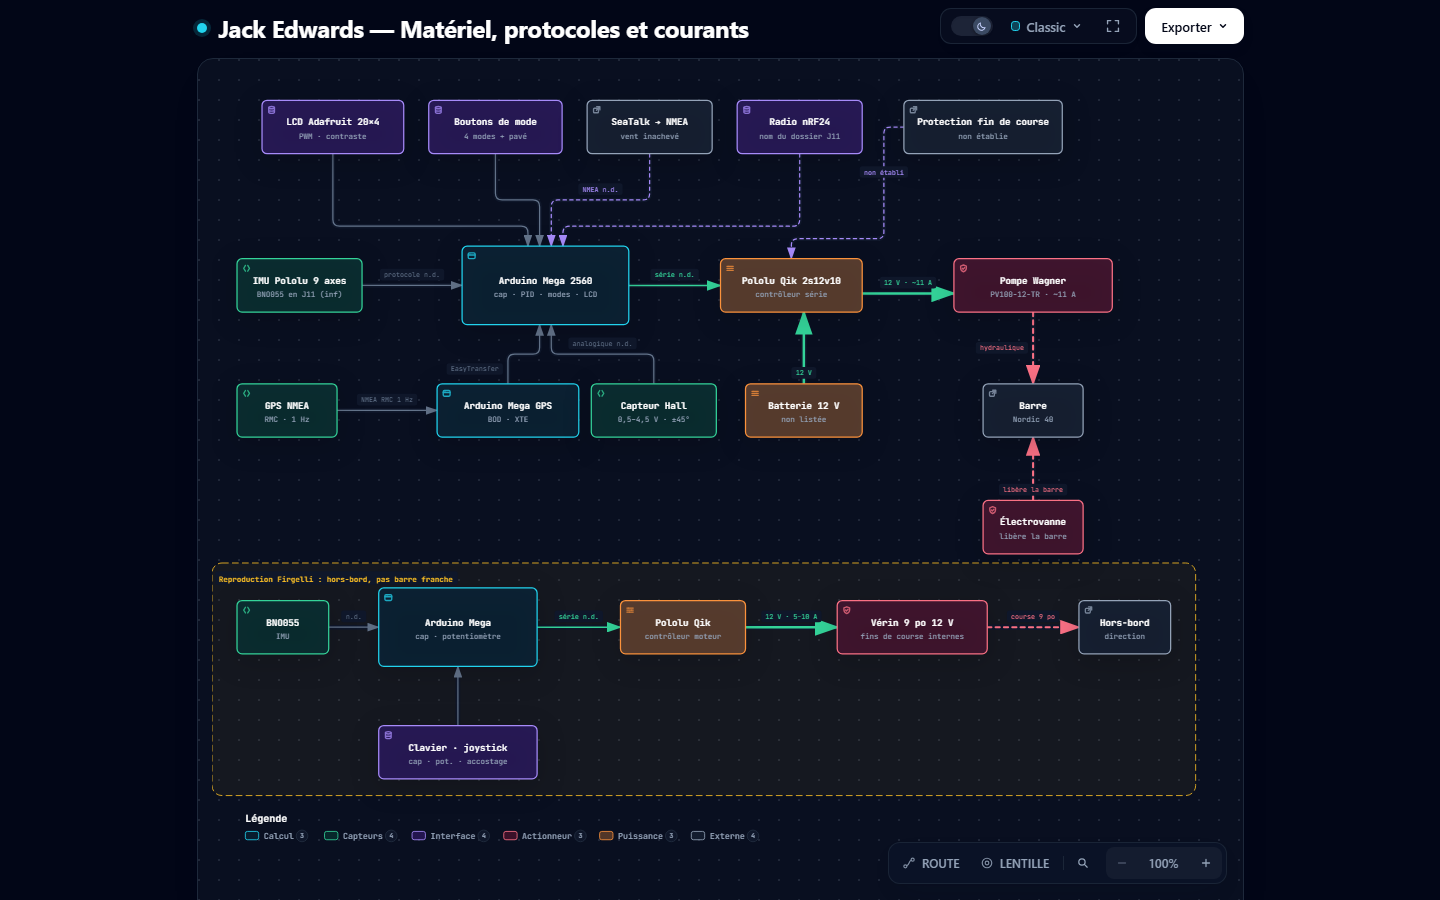 Jack Edwards — Matériel, protocoles et courants
Classic
Exporter
LCD Adafruit 20×4
PWM · contraste
Boutons de mode
4 modes + pavé
SeaTalk → NMEA
vent inachevé
Radio nRF24
nom du dossier J11
Protection fin de course
non établie
non établi
NMEA n.d.
IMU Pololu 9 axes
BNO055 en J11 (inf)
protocole n.d.
Arduino Mega 2560
cap · PID · modes · LCD
série n.d.
Pololu Qik 2s12v10
contrôleur série
12 V · ~11 A
Pompe Wagner
PV100-12-TR · ~11 A
analogique n.d.
hydraulique
EasyTransfer
12 V
GPS NMEA
RMC · 1 Hz
NMEA RMC 1 Hz
Arduino Mega GPS
BOD · XTE
Capteur Hall
0,5–4,5 V · ±45°
Batterie 12 V
non listée
Barre
Nordic 40
libère la barre
Électrovanne
libère la barre
Reproduction Firgelli : hors-bord, pas barre franche
BNO055
IMU
n.d.
Arduino Mega
cap · potentiomètre
série n.d.
Pololu Qik
contrôleur moteur
12 V · 5-10 A
Vérin 9 po 12 V
fins de course internes
course 9 po
Hors-bord
direction
Clavier · joystick
cap · pot. · accostage
Légende
Calcul 3
Capteurs 4
Interface 4
Actionneur 3
Puissance 3
Externe 4
ROUTE
LENTILLE
− 100% +